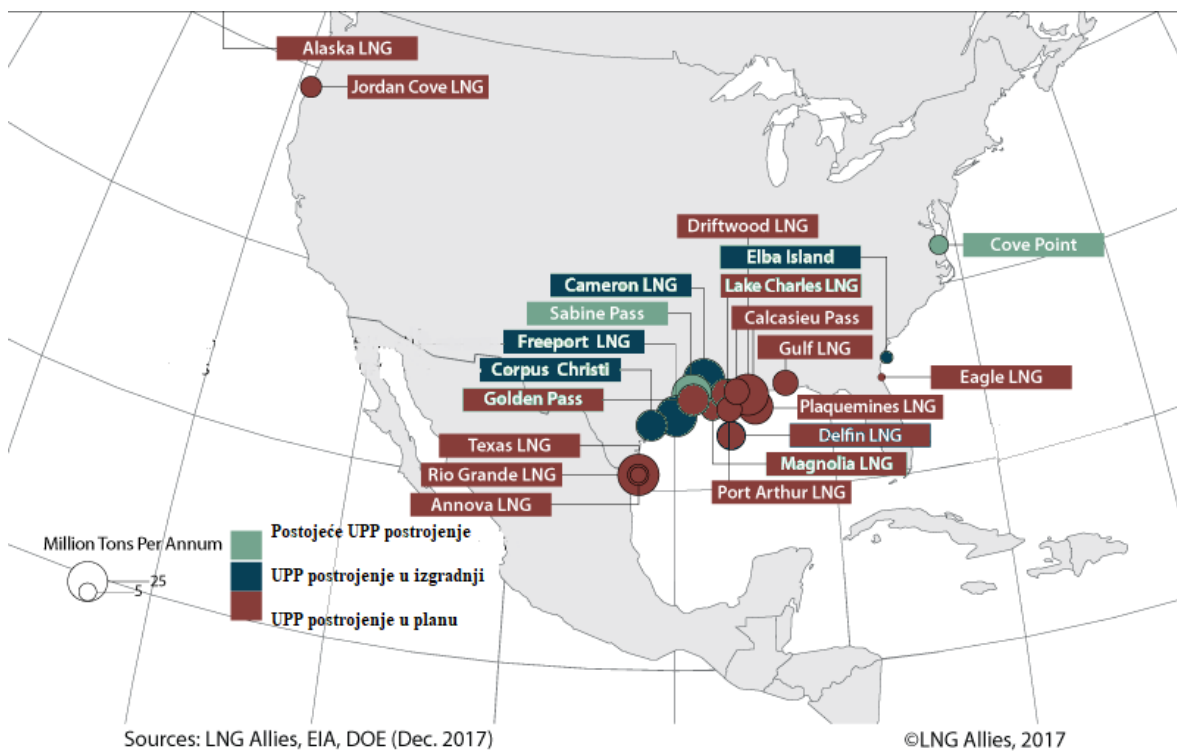 Alaska LNG
Jordan Cove LNG
Driftwood LNG
Cove Point
Elba Island
Cameron LNG
Lake Charles LNG
Sabine Pass
Calcasieu Pass
Freeport LNG
Gulf LNG
Corpus Christi
Eagle LNG
Golden Pass
Plaquemines LNG
Delfin LNG
Texas LNG
Magnolia LNG
Rio Grande LNG
Port Arthur LNG
Annova LNG
Million Tons Per Annum
25
5
Postojeće UPP postrojenje
UPP postrojenje u izgradnji
UPP postrojenje u planu
Sources: LNG Allies, EIA, DOE (Dec. 2017)
©LNG Allies, 2017